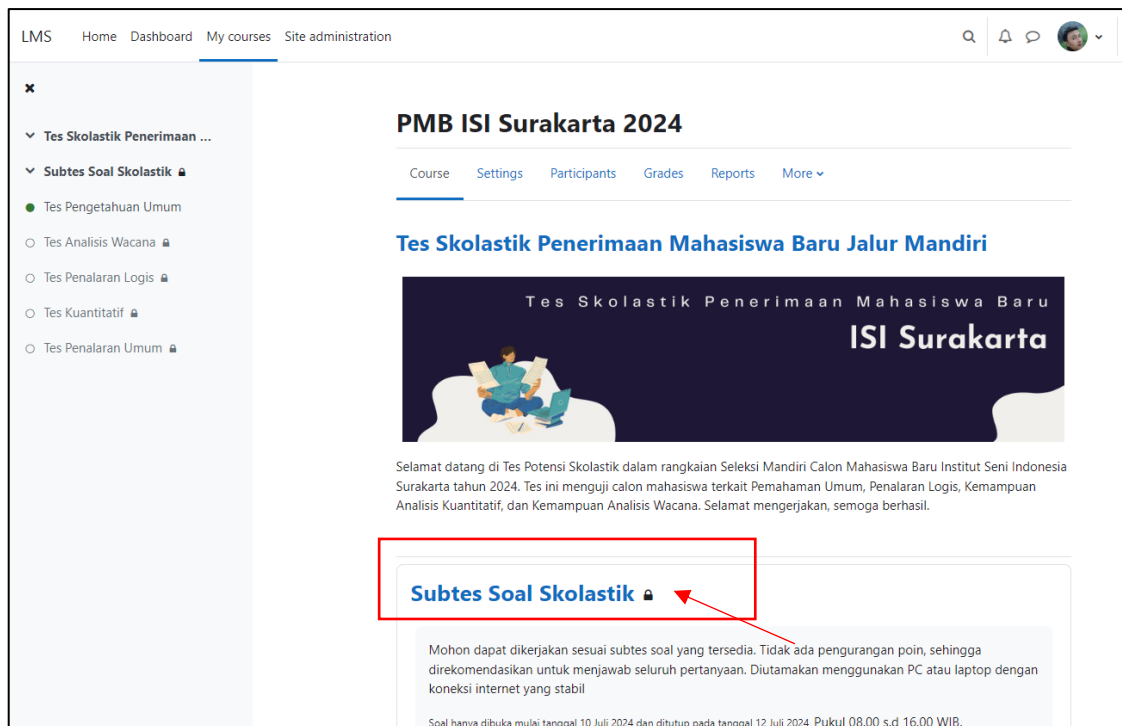 LMS Home Dashboard My courses Site administration
Tes Skolastik Penerimaan ...
Subtes Soal Skolastik
Tes Pengetahuan Umum
Tes Analisis Wacana
Tes Penalaran Logis
Tes Kuantitatif
Tes Penalaran Umum
PMB ISI Surakarta 2024
Course Settings Participants Grades Reports More
Tes Skolastik Penerimaan Mahasiswa Baru Jalur Mandiri
Tes Skolastik Penerimaan Mahasiswa Baru
ISI Surakarta
Selamat datang di Tes Potensi Skolastik dalam rangkaian Seleksi Mandiri Calon Mahasiswa Baru Institut Seni Indonesia
Surakarta tahun 2024. Tes ini menguji calon mahasiswa terkait Pemahaman Umum, Penalaran Logis, Kemampuan
Analisis Kuantitatif, dan Kemampuan Analisis Wacana. Selamat mengerjakan, semoga berhasil.
Subtes Soal Skolastik
Mohon dapat dikerjakan sesuai subtes soal yang tersedia. Tidak ada pengurangan poin, sehingga
direkomendasikan untuk menjawab seluruh pertanyaan. Diutamakan menggunakan PC atau laptop dengan
koneksi internet yang stabil
Soal hanya dibuka mulai tanggal 10 Juli 2024 dan ditutup pada tanggal 12 Juli 2024. Pukul 08.00 s.d 16.00 WIB.